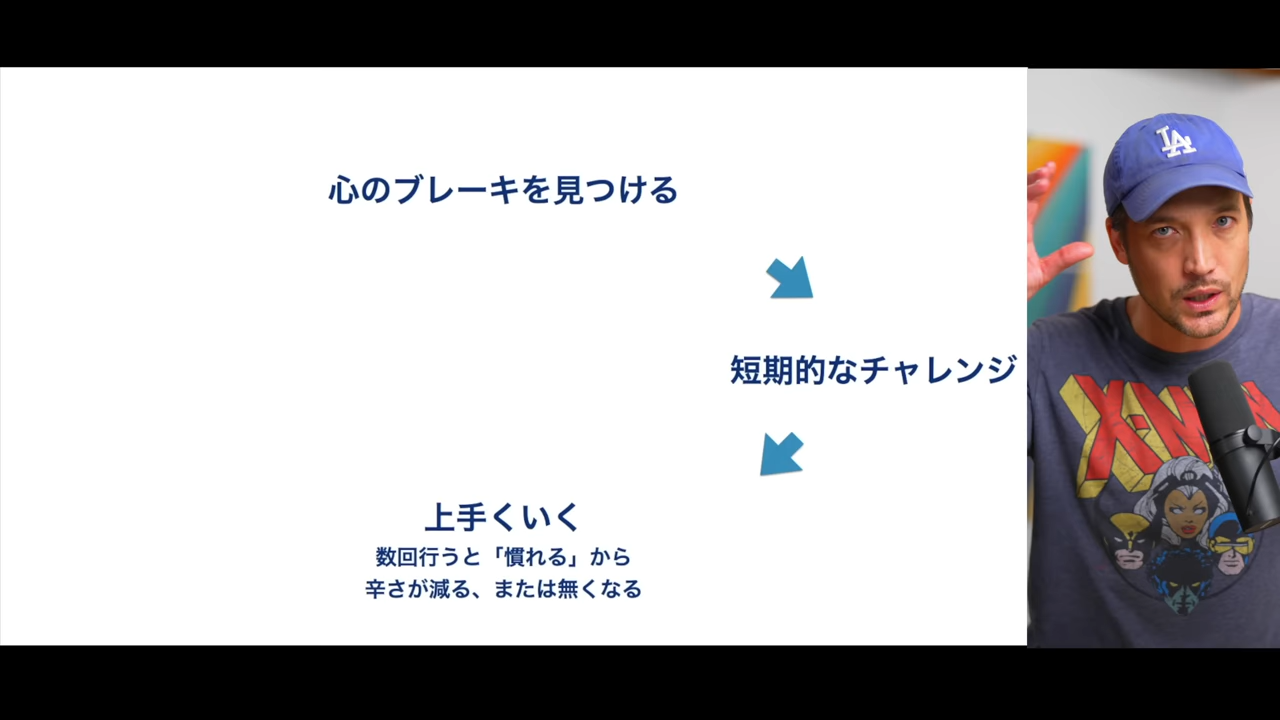 心のブレーキを見つける
短期的なチャレンジ
上手くいく
数回行うと「慣れる」から
辛さが減る、または無くなる
LA
X-MEN